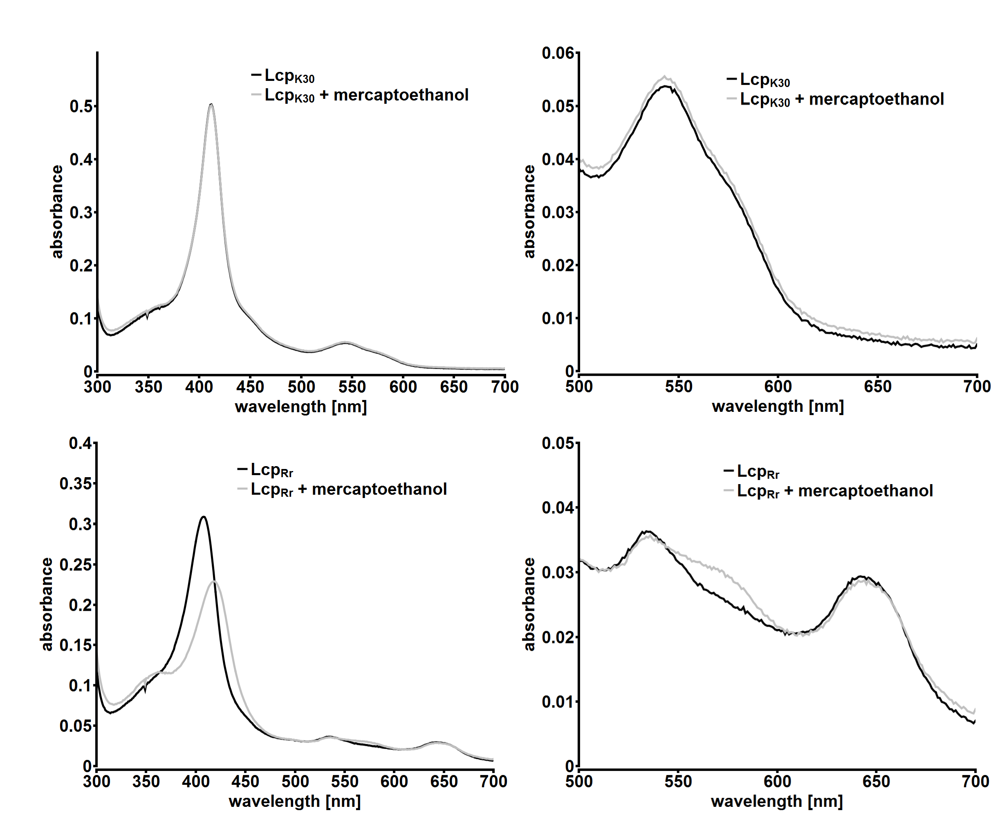 LcpK30
LcpK30 + mercaptoethanol
0.5
0.4
0.3
0.2
0.1
0
absorbance
300 350 400 450 500 550 600 650 700
wavelength [nm]
LcpK30
LcpK30 + mercaptoethanol
0.06
0.05
0.04
0.03
0.02
0.01
0
absorbance
500 550 600 650 700
wavelength [nm]
LcpRr
LcpRr + mercaptoethanol
0.4
0.35
0.3
0.25
0.2
0.15
0.1
0.05
0
absorbance
300 350 400 450 500 550 600 650 700
wavelength [nm]
LcpRr
LcpRr + mercaptoethanol
0.05
0.04
0.03
0.02
0.01
0
absorbance
500 550 600 650 700
wavelength [nm]